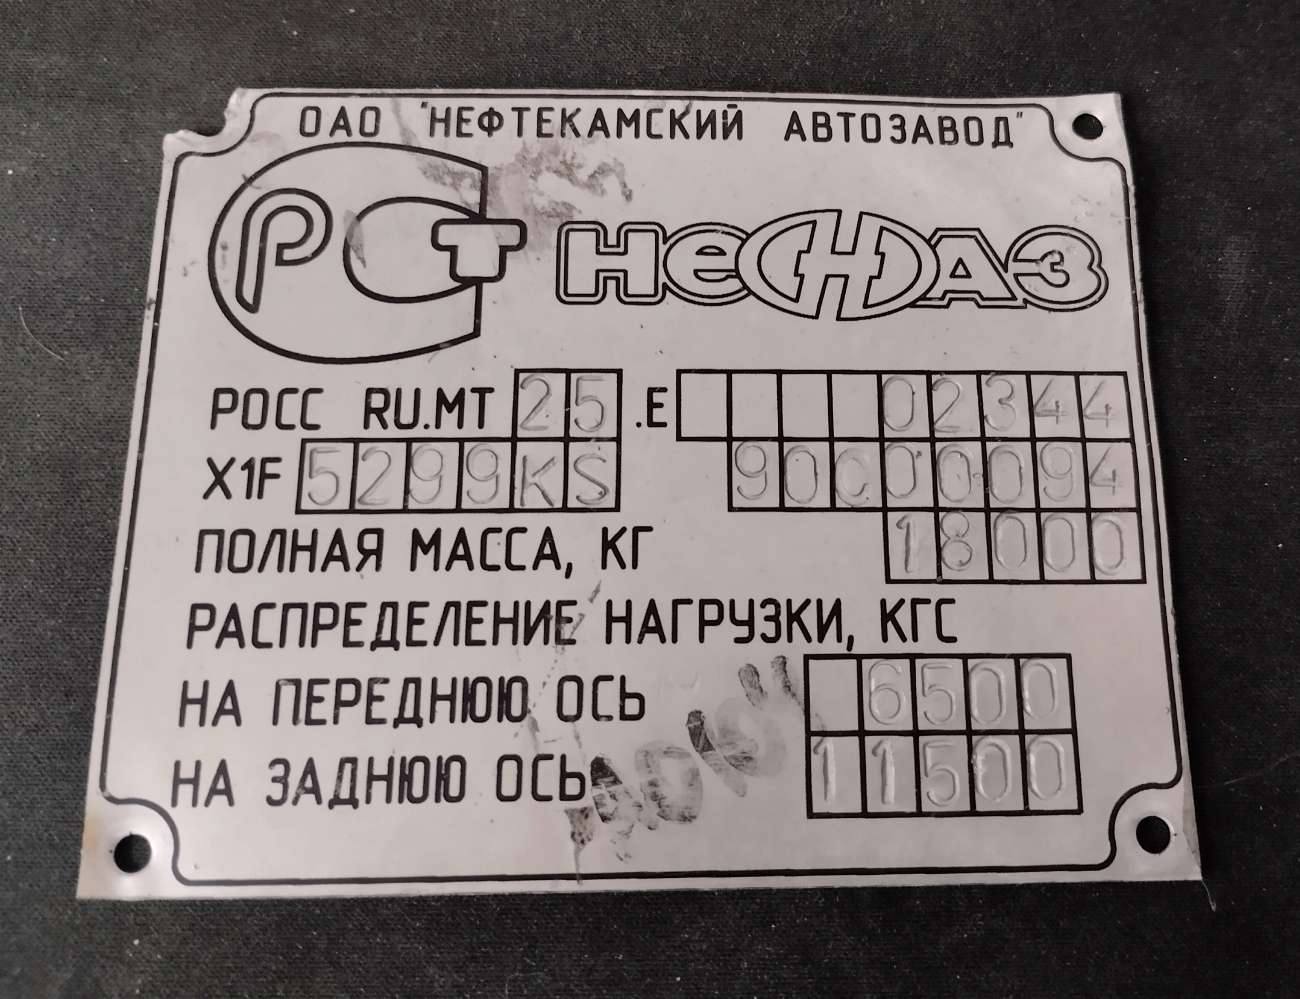 ОАО "НЕФТЕКАМСКИЙ АВТОЗАВОД"
РСТ НЕФАЗ
РОСС RU.MT 25 .Е 02344
X1F 5299KS 90C00094
ПОЛНАЯ МАССА, КГ 18000
РАСПРЕДЕЛЕНИЕ НАГРУЗКИ, КГС
НА ПЕРЕДНЮЮ ОСЬ 6500
НА ЗАДНЮЮ ОСЬ 11500